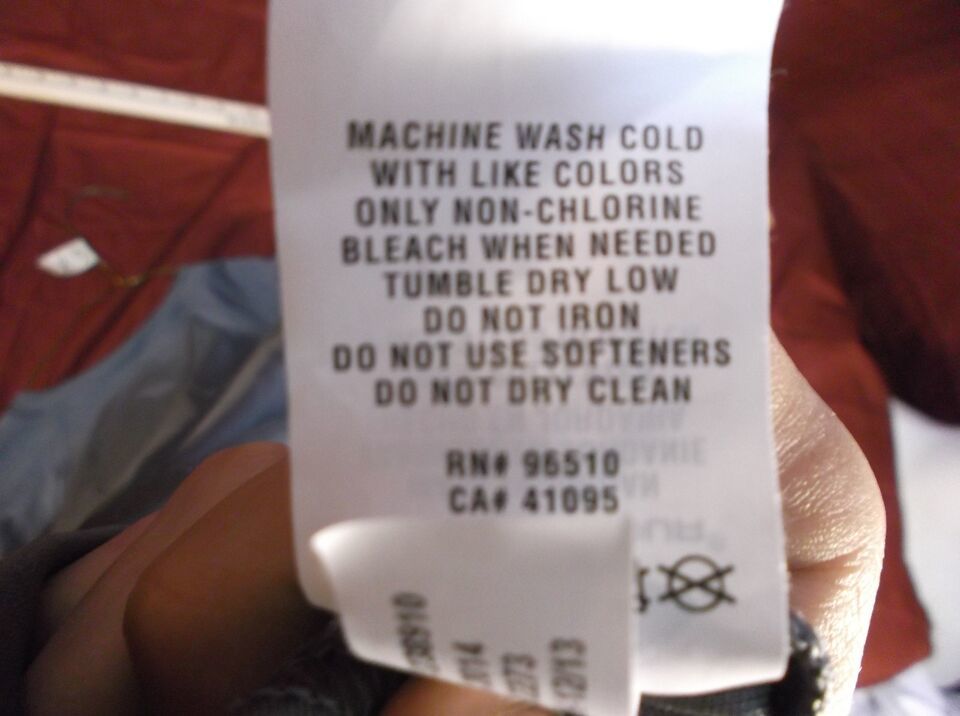 MACHINE WASH COLD
WITH LIKE COLORS
ONLY NON-CHLORINE
BLEACH WHEN NEEDED
TUMBLE DRY LOW
DO NOT IRON
DO NOT USE SOFTENERS
DO NOT DRY CLEAN
RN# 96510
CA# 41095